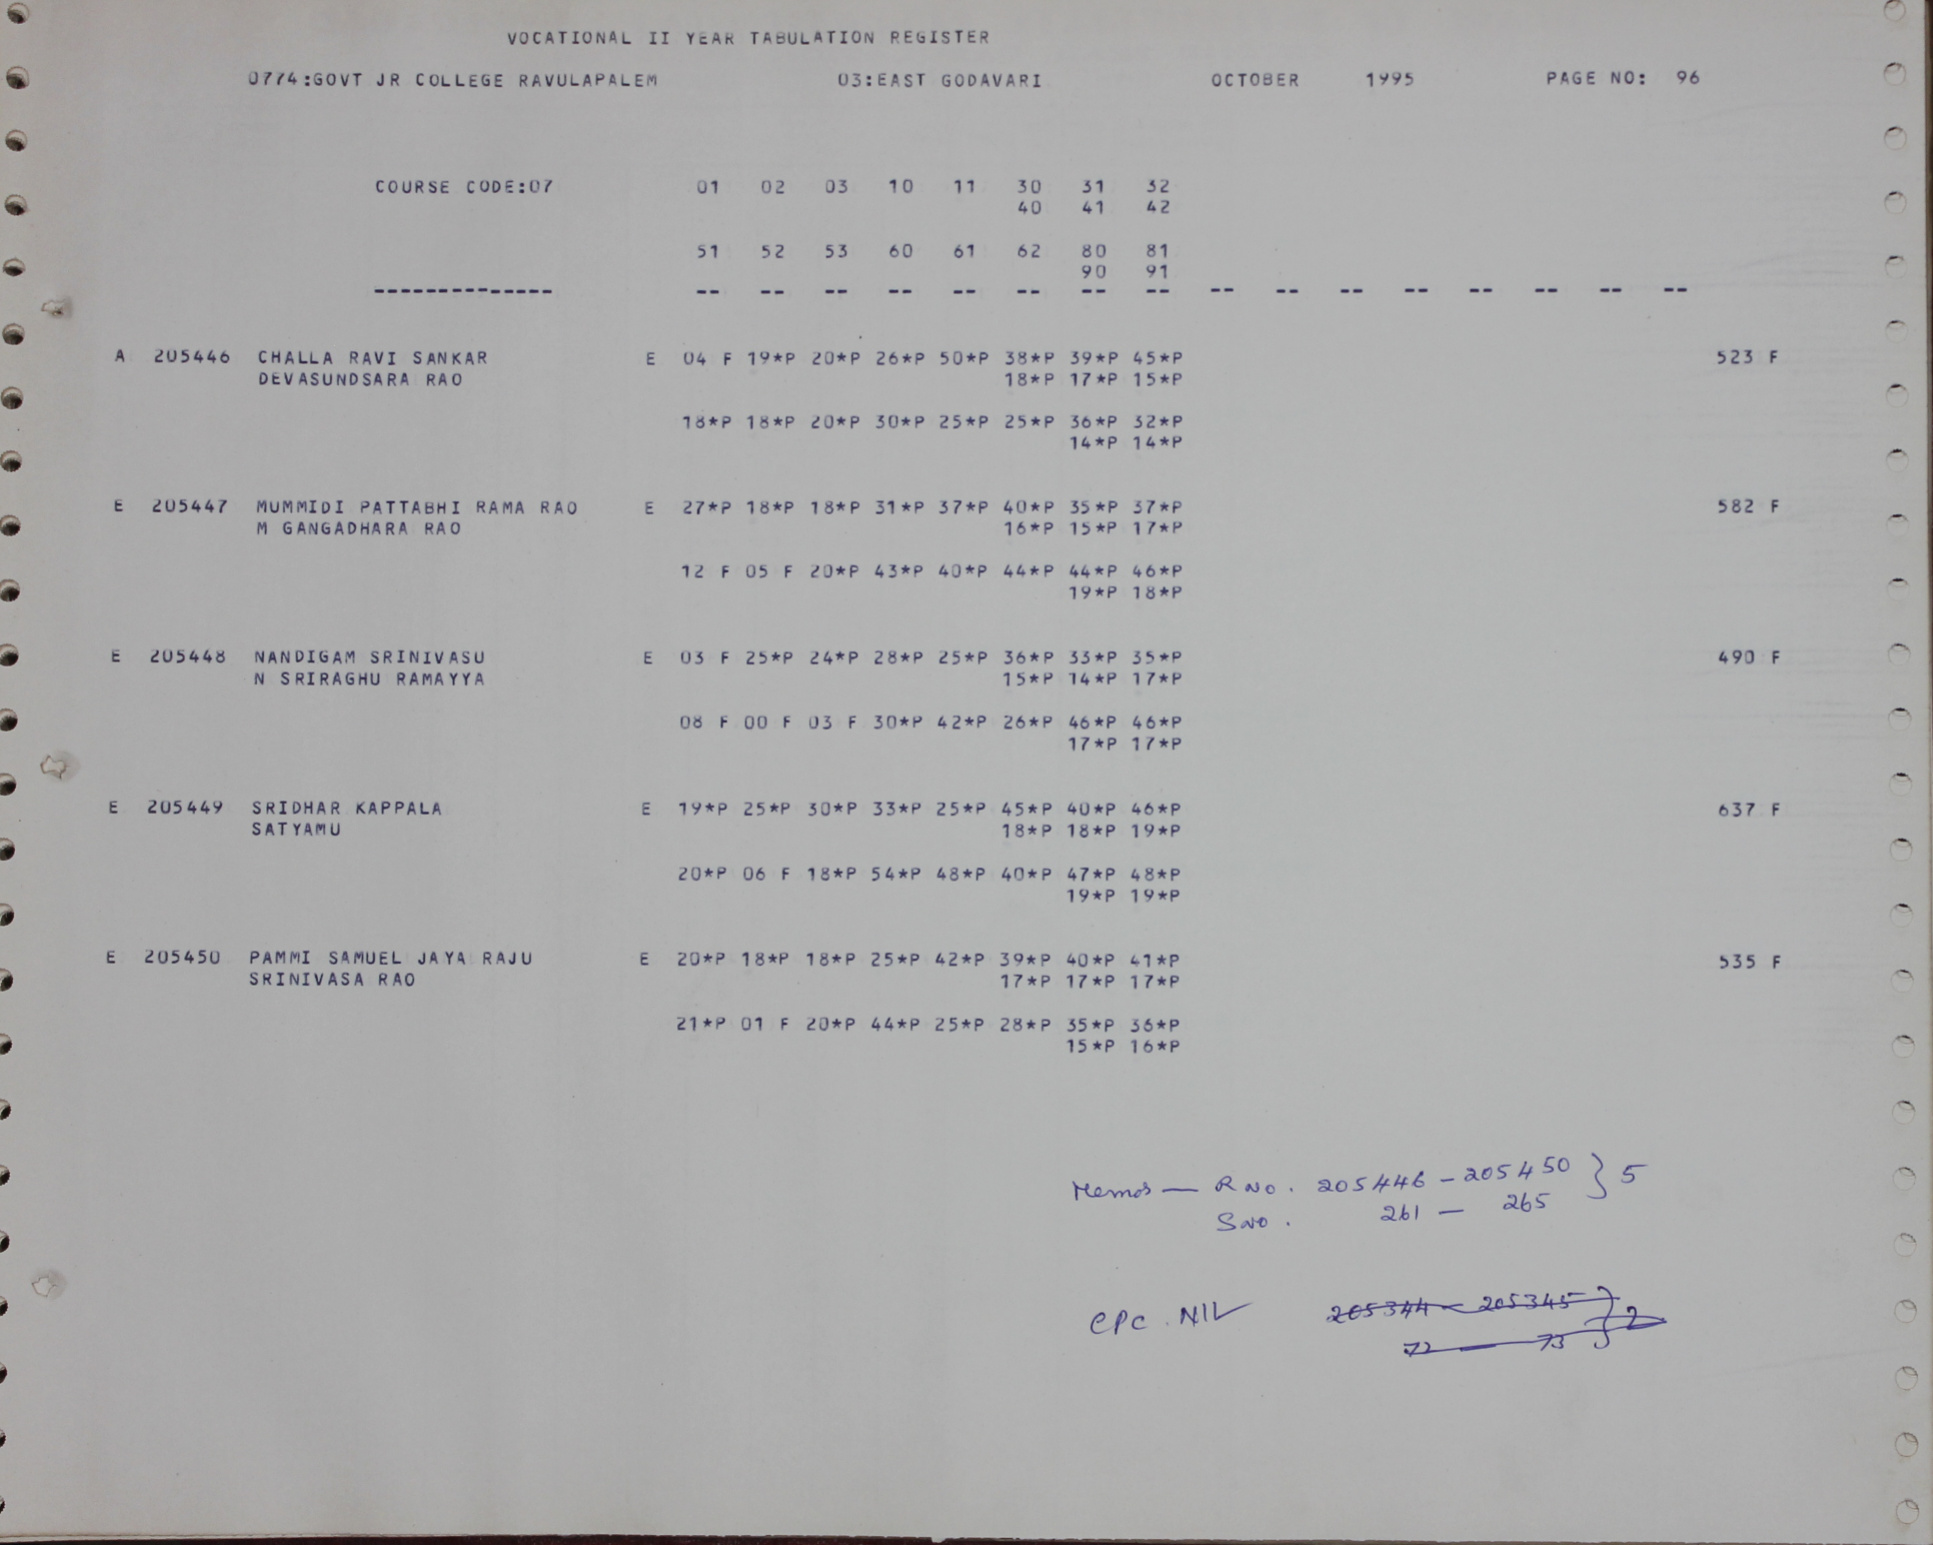 VOCATIONAL II YEAR TABULATION REGISTER
0774:GOVT JR COLLEGE RAVULAPALEM 03:EAST GODAVARI OCTOBER 1995 PAGE NO: 96
COURSE CODE:07 01 02 03 10 11 30 31 32
40 41 42
51 52 53 60 61 62 80 81
90 91
-------------- -- -- -- -- -- -- -- -- -- -- -- -- -- -- -- --
A 205446 CHALLA RAVI SANKAR E 04 F 19*P 20*P 26*P 50*P 38*P 39*P 45*P 523 F
DEVASUNDSARA RAO 18*P 17*P 15*P
18*P 18*P 20*P 30*P 25*P 25*P 36*P 32*P
14*P 14*P
E 205447 MUMMIDI PATTABHI RAMA RAO E 27*P 18*P 18*P 31*P 37*P 40*P 35*P 37*P 582 F
M GANGADHARA RAO 16*P 15*P 17*P
12 F 05 F 20*P 43*P 40*P 44*P 44*P 46*P
19*P 18*P
E 205448 NANDIGAM SRINIVASU E 03 F 25*P 24*P 28*P 25*P 36*P 33*P 35*P 490 F
N SRIRAGHU RAMAYYA 15*P 14*P 17*P
08 F 00 F 03 F 30*P 42*P 26*P 46*P 46*P
17*P 17*P
E 205449 SRIDHAR KAPPALA E 19*P 25*P 30*P 33*P 25*P 45*P 40*P 46*P 637 F
SATYAMU 18*P 18*P 19*P
20*P 06 F 18*P 54*P 48*P 40*P 47*P 48*P
19*P 19*P
E 205450 PAMMI SAMUEL JAYA RAJU E 20*P 18*P 18*P 25*P 42*P 39*P 40*P 41*P 535 F
SRINIVASA RAO 17*P 17*P 17*P
21*P 01 F 20*P 44*P 25*P 28*P 35*P 36*P
15*P 16*P
Memos — R No. 205446 - 205450 } 5
S No. 261 — 265
CPC. NIL 205344 - 205345 } 2
72 — 73